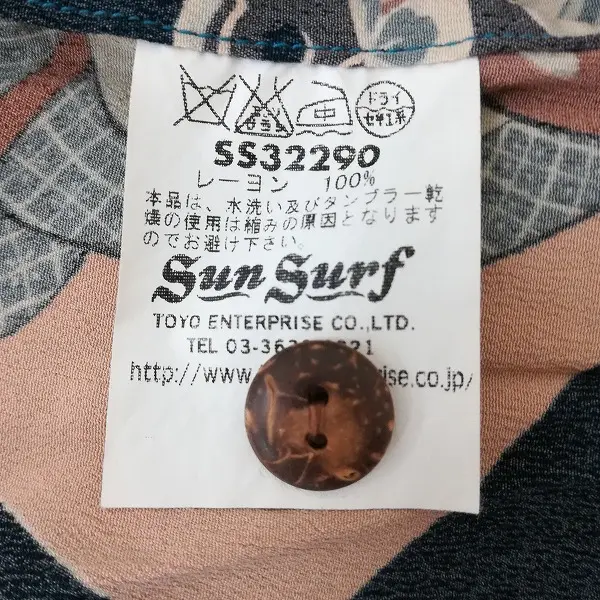 ドライ
セキユ系
中
SS32290
レーヨン 100%
本品は、水洗い及びタンブラー乾
燥の使用は縮みの原因となります
のでお避け下さい。
Sun Surf
TOYO ENTERPRISE CO.,LTD.
TEL 03-36
21
http://www
ise.co.jp/